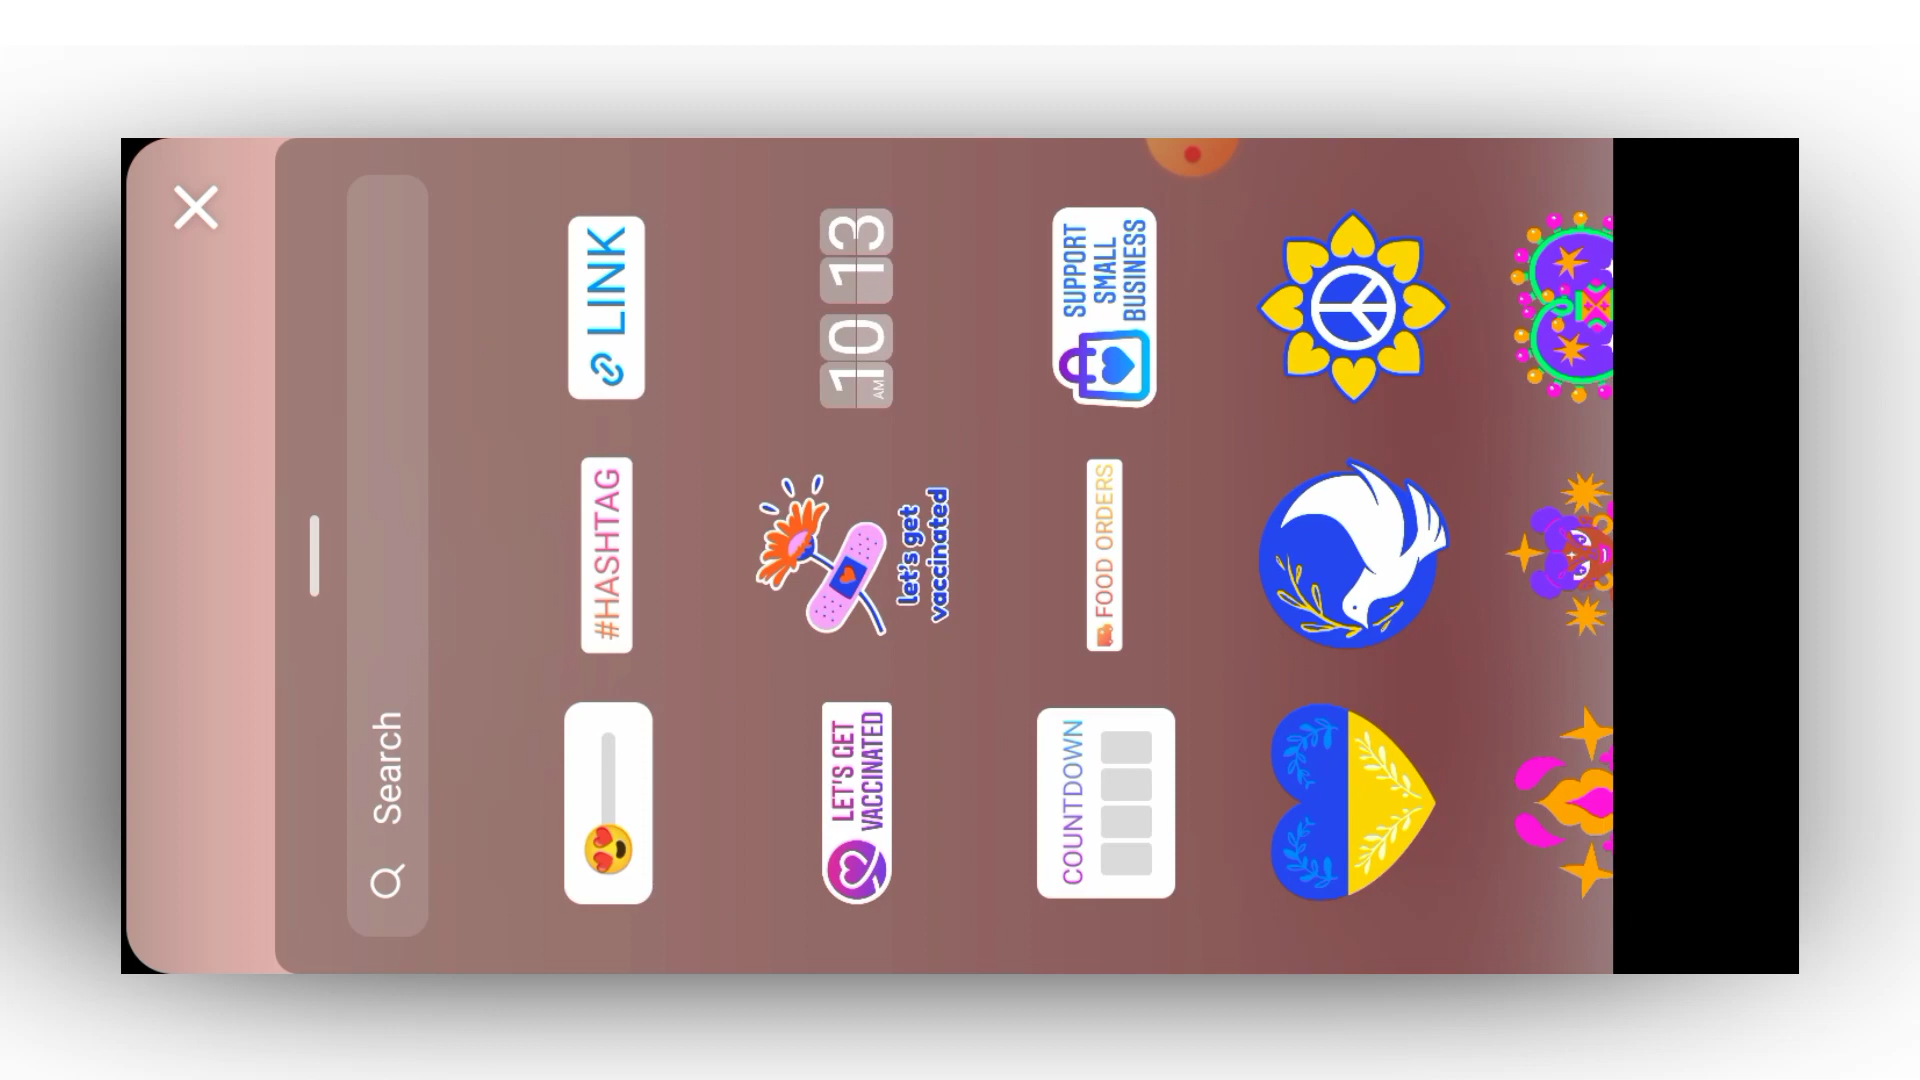 Search
#HASHTAG
LINK
LET'S GET
VACCINATED
let's get
vaccinated
10 13
AM
COUNTDOWN
FOOD ORDERS
SUPPORT
SMALL
BUSINESS